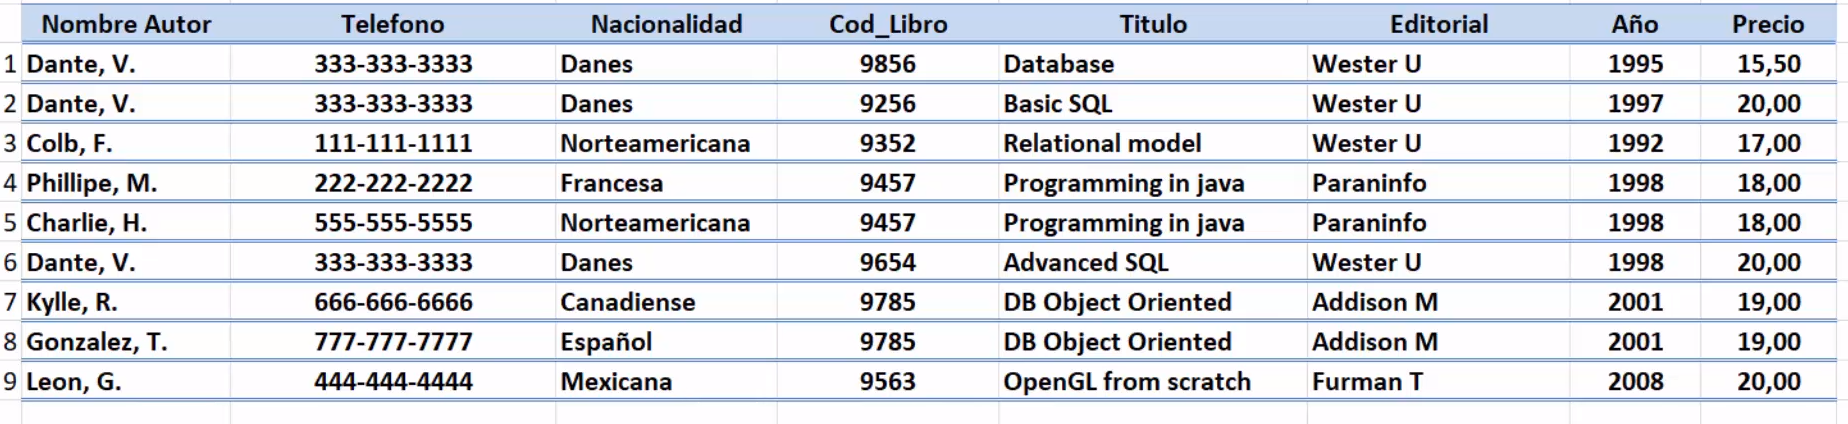 Nombre Autor Telefono Nacionalidad Cod_Libro Titulo Editorial Año Precio
1 Dante, V. 333-333-3333 Danes 9856 Database Wester U 1995 15,50
2 Dante, V. 333-333-3333 Danes 9256 Basic SQL Wester U 1997 20,00
3 Colb, F. 111-111-1111 Norteamericana 9352 Relational model Wester U 1992 17,00
4 Phillipe, M. 222-222-2222 Francesa 9457 Programming in java Paraninfo 1998 18,00
5 Charlie, H. 555-555-5555 Norteamericana 9457 Programming in java Paraninfo 1998 18,00
6 Dante, V. 333-333-3333 Danes 9654 Advanced SQL Wester U 1998 20,00
7 Kylle, R. 666-666-6666 Canadiense 9785 DB Object Oriented Addison M 2001 19,00
8 Gonzalez, T. 777-777-7777 Español 9785 DB Object Oriented Addison M 2001 19,00
9 Leon, G. 444-444-4444 Mexicana 9563 OpenGL from scratch Furman T 2008 20,00